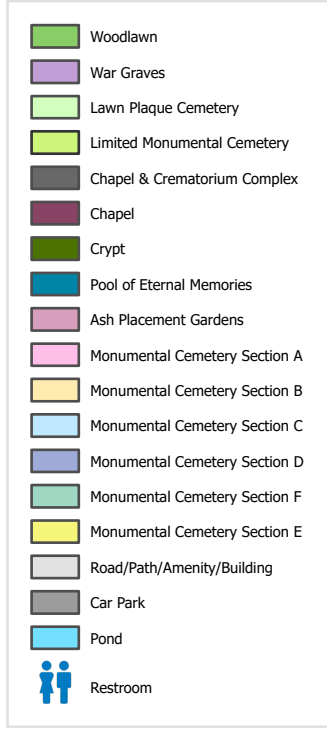 Woodlawn
War Graves
Lawn Plaque Cemetery
Limited Monumental Cemetery
Chapel & Crematorium Complex
Chapel
Crypt
Pool of Eternal Memories
Ash Placement Gardens
Monumental Cemetery Section A
Monumental Cemetery Section B
Monumental Cemetery Section C
Monumental Cemetery Section D
Monumental Cemetery Section F
Monumental Cemetery Section E
Road/Path/Amenity/Building
Car Park
Pond
Restroom